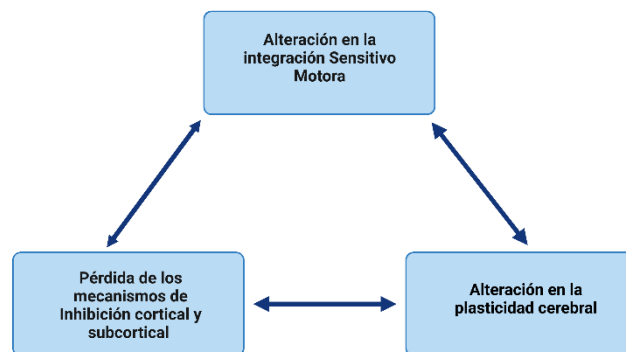 Alteración en la
integración Sensitivo
Motora
Pérdida de los
mecanismos de
Inhibición cortical y
subcortical
Alteración en la
plasticidad cerebral